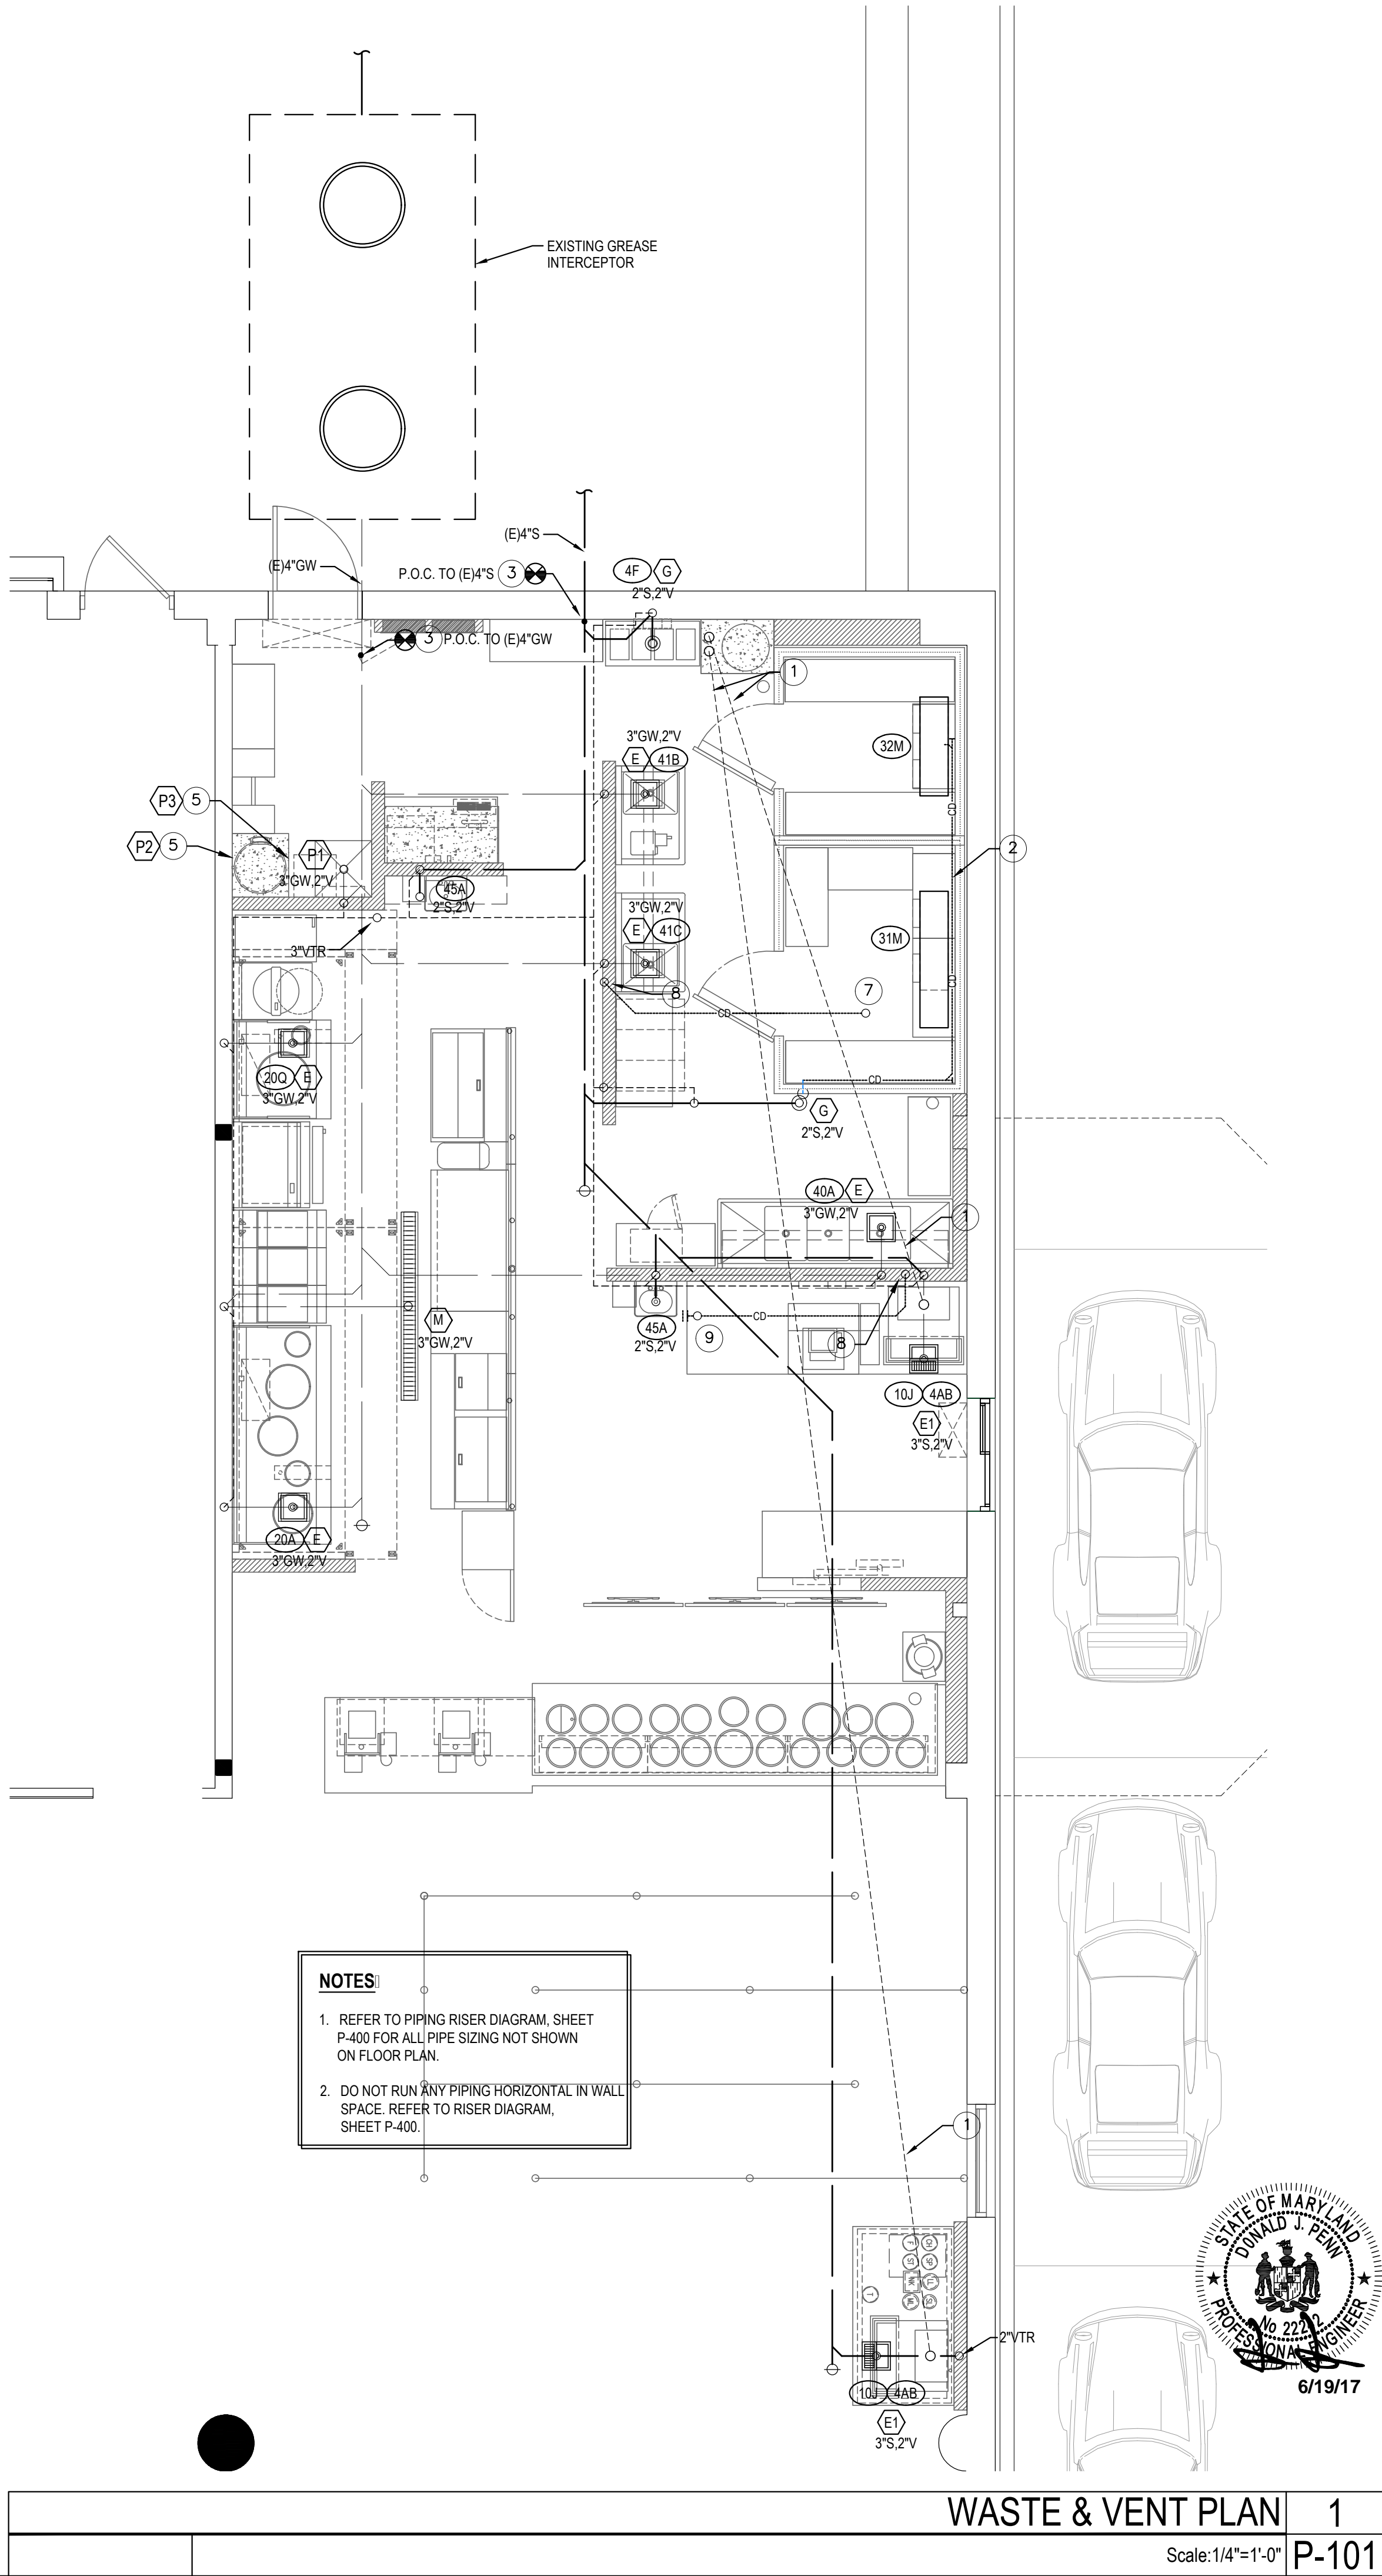 EXISTING GREASE
INTERCEPTOR
(E)4"S
(E)4"GW
P.O.C. TO (E)4"S 3
4F G
2"S,2"V
3 P.O.C. TO (E)4"GW
1
3"GW,2"V
E 41B
32M
CD
P3 5
P2 5
P1
3"GW,2"V
2
45A
2"S,2"V
3"GW,2"V
E 41C
31M
3"VTR
CD
8
7
CD
20Q E
3"GW,2"V
CD
G
2"S,2"V
40A E
3"GW,2"V
1
M
3"GW,2"V
45A
2"S,2"V
9
CD
8
10J 4AB
E1
3"S,2"V
20A E
3"GW,2"V
NOTES
1. REFER TO PIPING RISER DIAGRAM, SHEET
P-400 FOR ALL PIPE SIZING NOT SHOWN
ON FLOOR PLAN.
2. DO NOT RUN ANY PIPING HORIZONTAL IN WALL
SPACE. REFER TO RISER DIAGRAM,
SHEET P-400.
1
STATE OF MARYLAND
DONALD J. PENN
PROFESSIONAL ENGINEER
6/19/17
T
2"VTR
10J 4AB
E1
3"S,2"V
WASTE & VENT PLAN 1
Scale:1/4"=1'-0" P-101